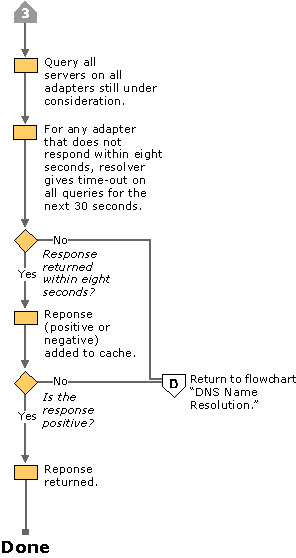 3
Query all
servers on all
adapters still under
consideration.
For any adapter
that does not
respond within eight
seconds, resolver
gives time-out on
all queries for the
next 30 seconds.
No
Rɘsponse
returned
within eight
seconds?
Yes
Reponse
(positive or
negative)
added to cache.
No
D
Return to flowchart
“DNS Name
Resolution.”
Is the
response
positive?
Yes
Reponse
returned.
Done